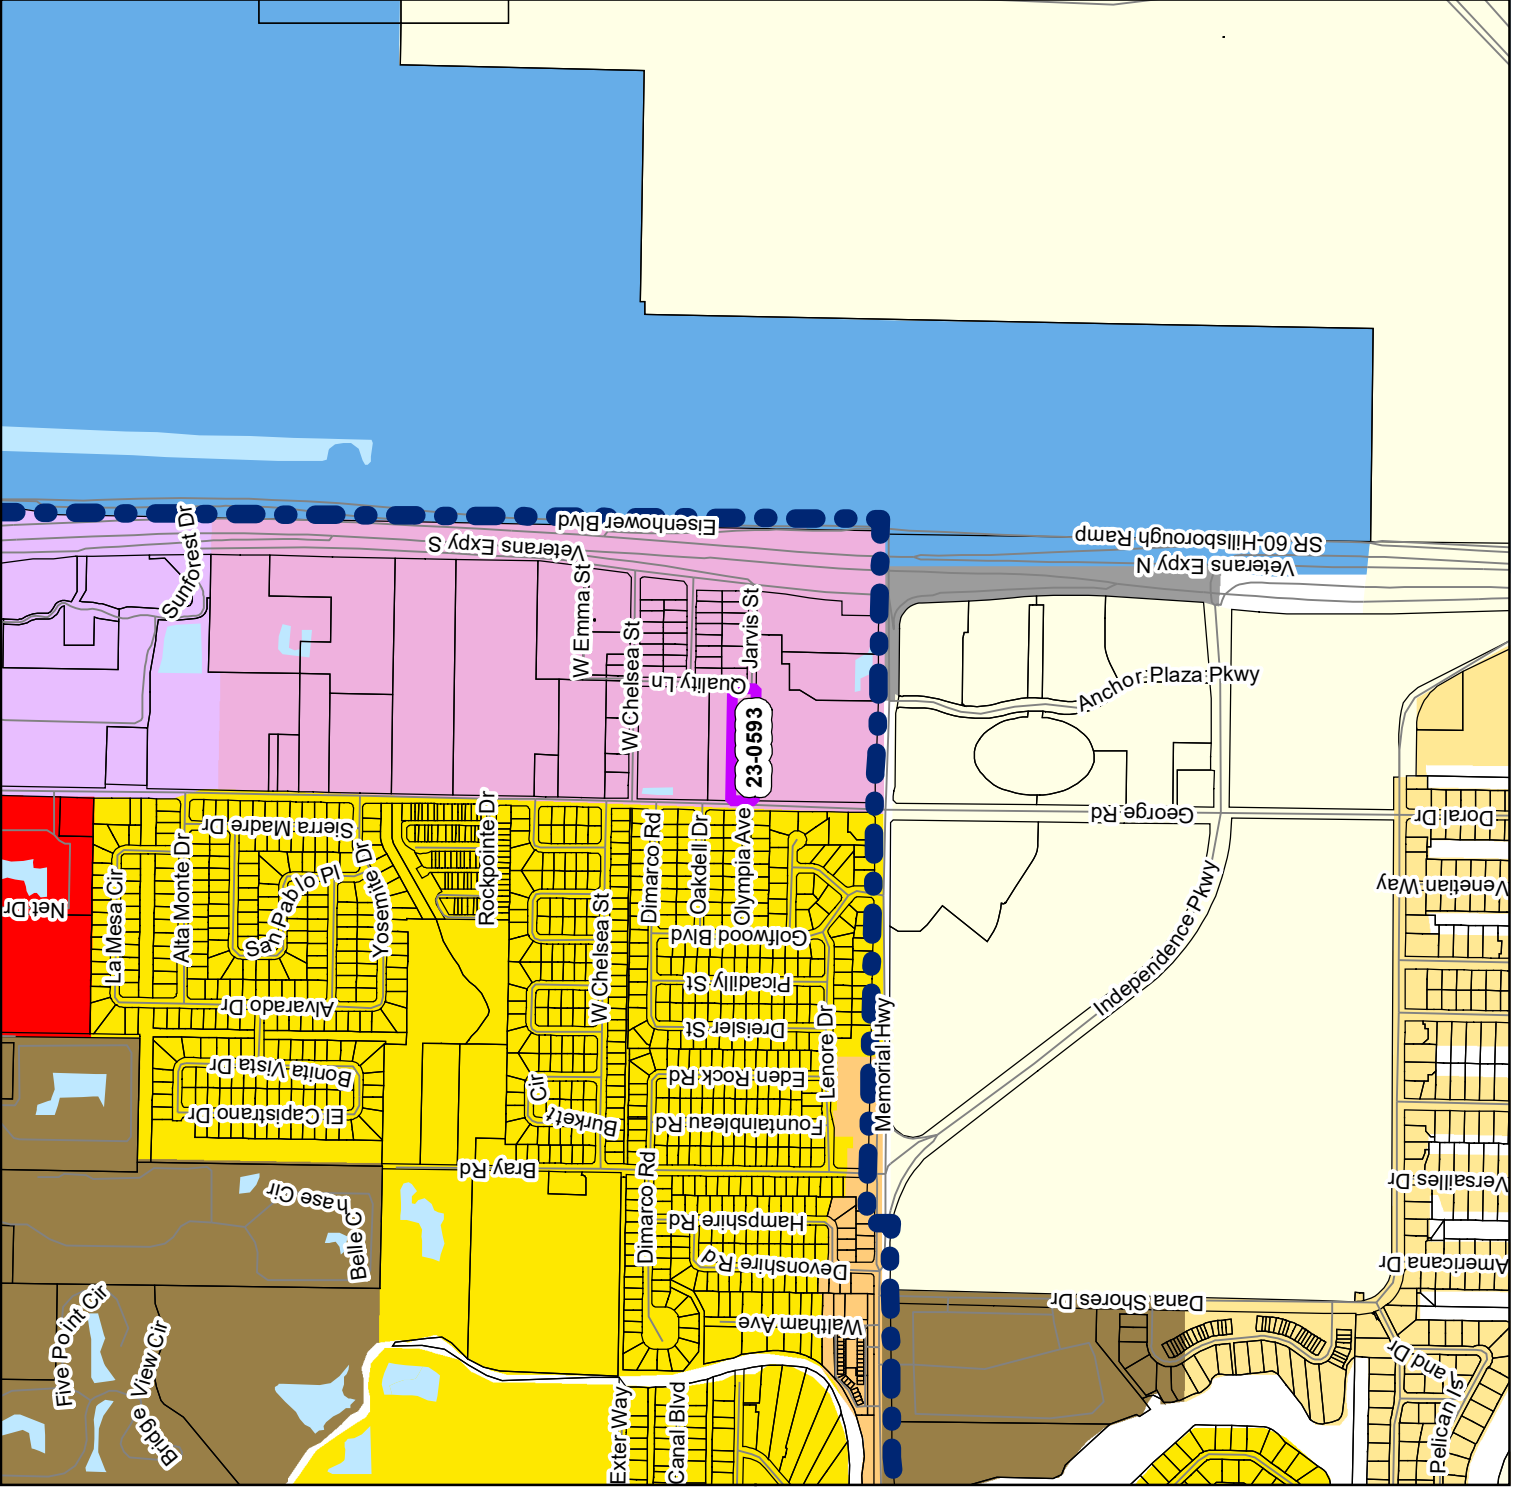 Sunforest Dr
Eisenhower Blvd
Veterans Expy S
SR 60-Hillsborough Ramp
Veterans Expy N
W Emma St
W Chelsea St
Jarvis St
Quality Ln
Anchor Plaza Pkwy
23-0593
George Rd
Doral Dr
Net Dr
La Mesa Cir
Alta Monte Dr
Sierra Madre Dr
San Pablo Pl
Yosemite Dr
Rockpointe Dr
W Chelsea St
Dimarco Rd
Oakdell Dr
Olympia Ave
Golfwood Blvd
Venetian Way
Independence Pkwy
Alvarado Dr
Picadilly St
Dreisler St
Lenore Dr
Memorial Hwy
Bonita Vista Dr
El Capistrano Dr
Burkett Cir
Eden Rock Rd
Fountainbleau Rd
Bray Rd
Dimarco Rd
Versailles Dr
Belle Chase Cir
Hampshire Rd
Devonshire Rd
Americana Dr
Five Point Cir
Bridge View Cir
Waltham Ave
Dana Shores Dr
Exter Way
Canal Blvd
Pelican Island Dr